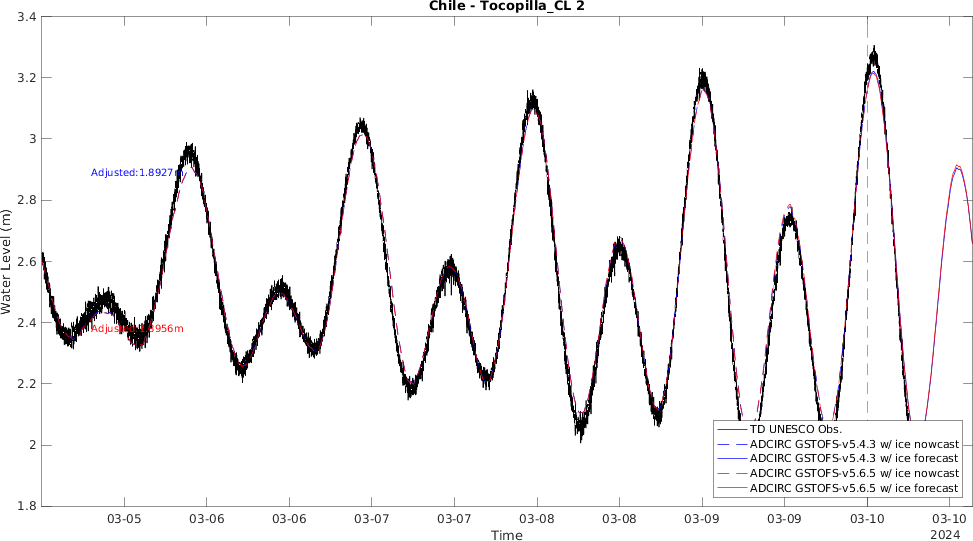 Chile - Tocopilla_CL 2
3.4
3.2
3
2.8
2.6
2.4
2.2
2
1.8
Water Level (m)
Adjusted:1.8927m
Adjusted:1.8956m
TD UNESCO Obs.
ADCIRC GSTOFS-v5.4.3 w/ ice nowcast
ADCIRC GSTOFS-v5.4.3 w/ ice forecast
ADCIRC GSTOFS-v5.6.5 w/ ice nowcast
ADCIRC GSTOFS-v5.6.5 w/ ice forecast
03-05 03-06 03-06 03-07 03-07 03-08 03-08 03-09 03-09 03-10 03-10
2024
Time